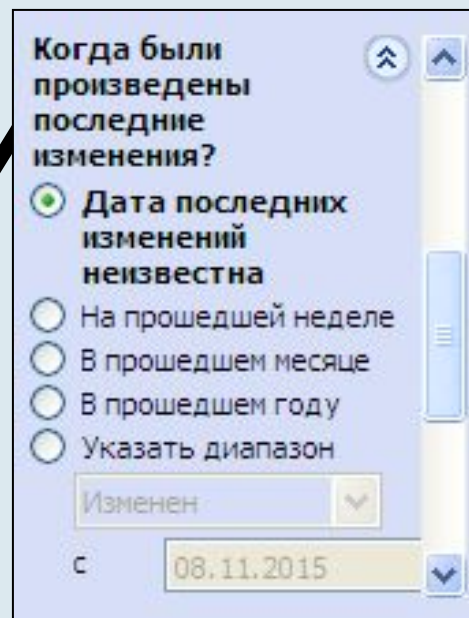 Когда были
произведены
последние
изменения?
Дата последних
изменений
неизвестна
На прошедшей неделе
В прошедшем месяце
В прошедшем году
Указать диапазон
Изменен
с 08.11.2015